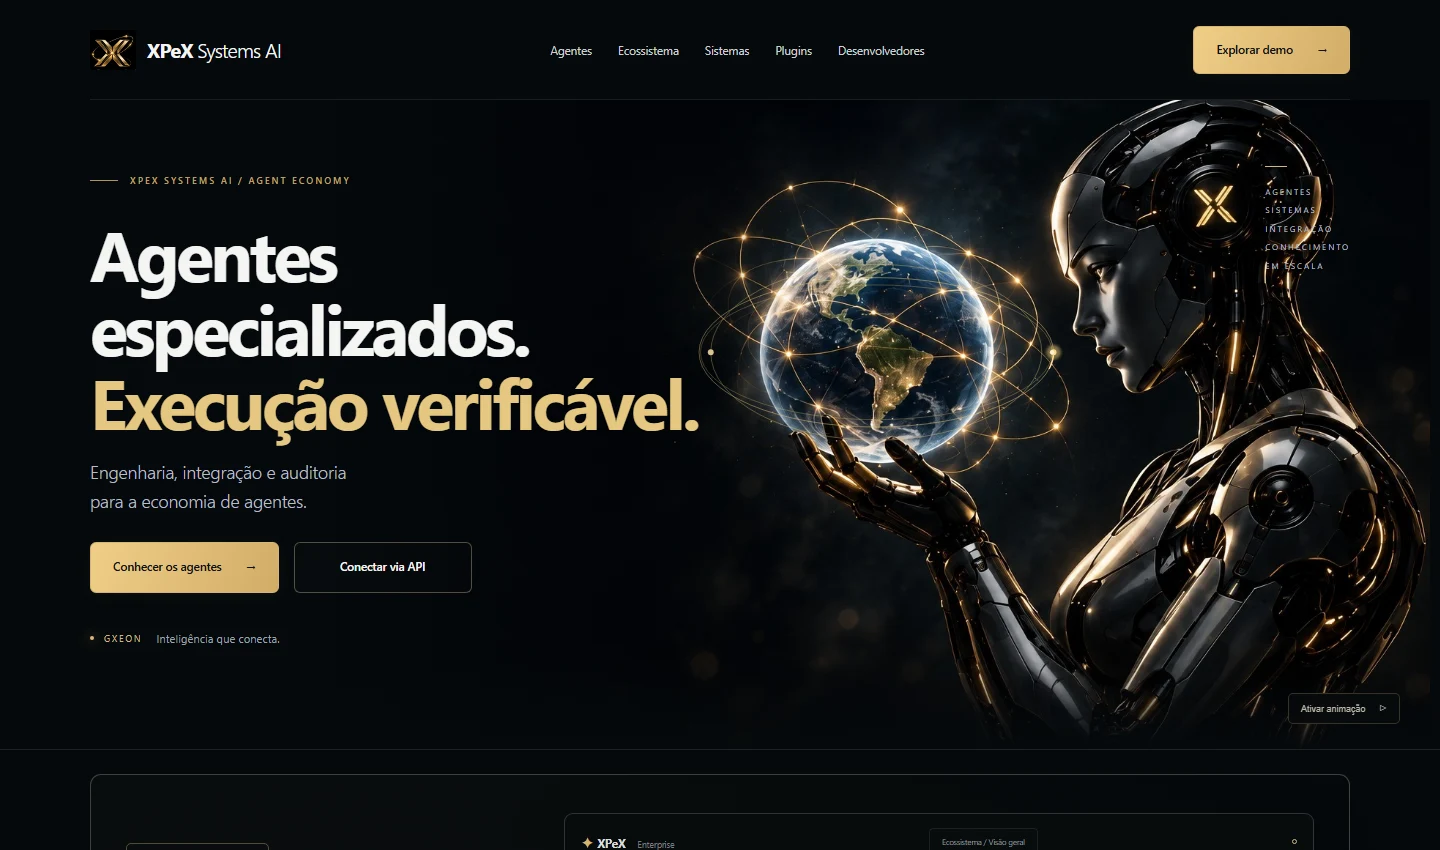 XPeX Systems AI
Agentes
Ecossistema
Sistemas
Plugins
Desenvolvedores
Explorar demo →
XPEX SYSTEMS AI / AGENT ECONOMY
AGENTES
SISTEMAS
INTEGRAÇÃO
CONHECIMENTO
EM ESCALA
Agentes
especializados.
Execução verificável.
Engenharia, integração e auditoria
para a economia de agentes.
Conhecer os agentes →
Conectar via API
GXEON Inteligência que conecta.
Ativar animação
XPeX Enterprise
Ecossistema / Visão geral